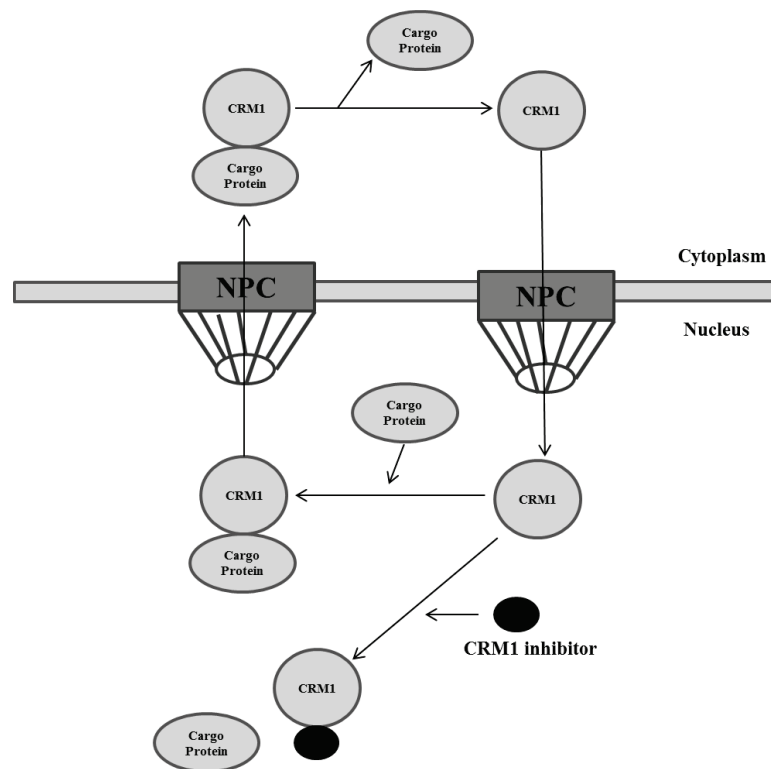 Cargo
Protein
CRM1
CRM1
Cargo
Protein
Cytoplasm
NPC
NPC
Nucleus
Cargo
Protein
CRM1
CRM1
Cargo
Protein
CRM1 inhibitor
CRM1
Cargo
Protein